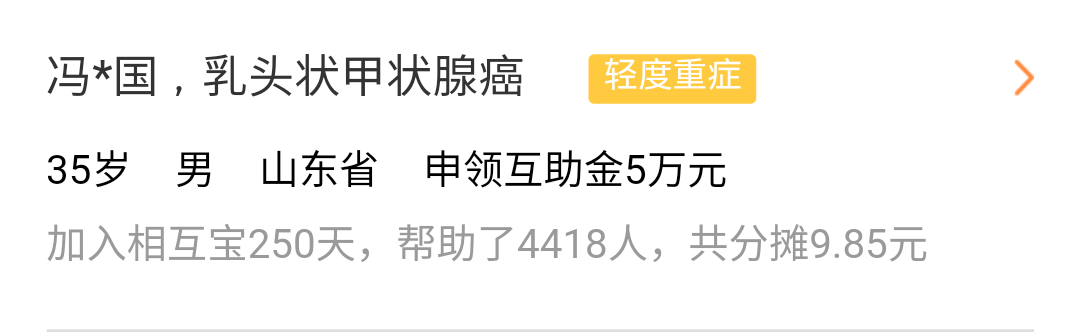 冯*国，乳头状甲状腺癌 轻度重症
35岁 男 山东省 申领互助金5万元
加入相互宝250天，帮助了4418人，共分摊9.85元